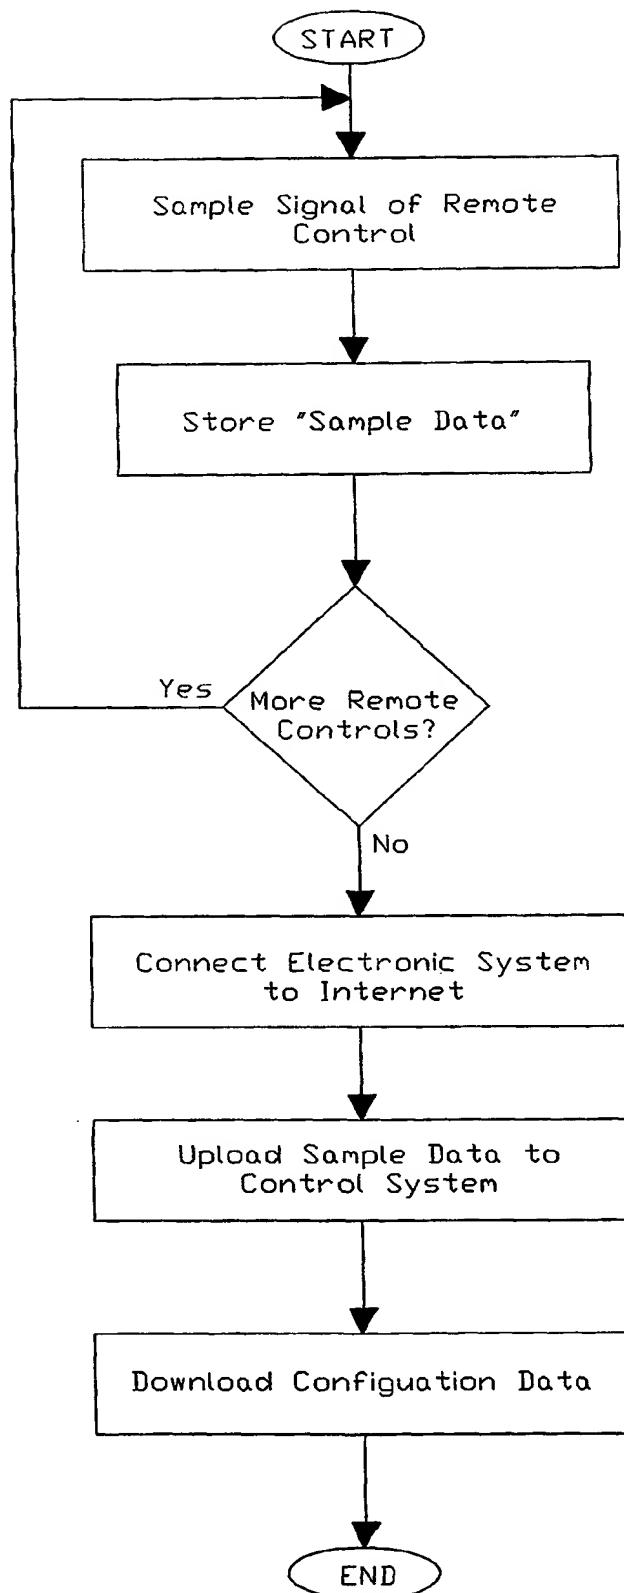 START
Sample Signal of Remote
Control
Store "Sample Data"
Yes
More Remote
Controls?
No
Connect Electronic System
to Internet
Upload Sample Data to
Control System
Download Configuation Data
END